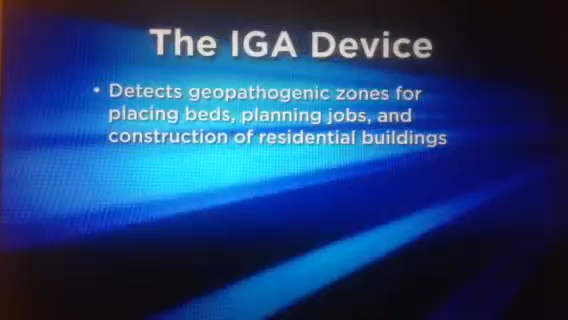 The IGA Device
• Detects geopathogenic zones for
placing beds, planning jobs, and
construction of residential buildings